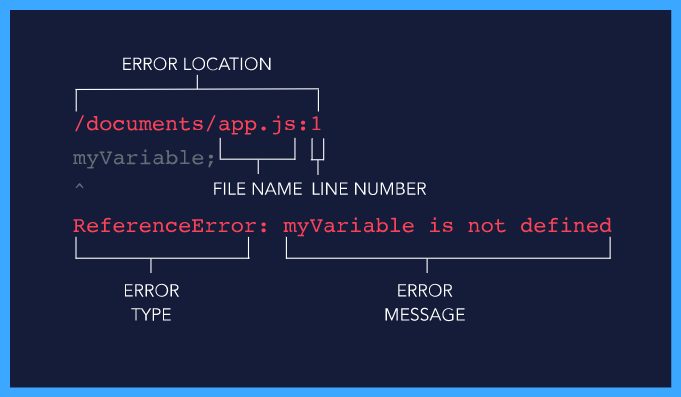 ERROR LOCATION
/documents/app.js:1
myVariable;
^
FILE NAME LINE NUMBER
ReferenceError: myVariable is not defined
ERROR TYPE
ERROR MESSAGE